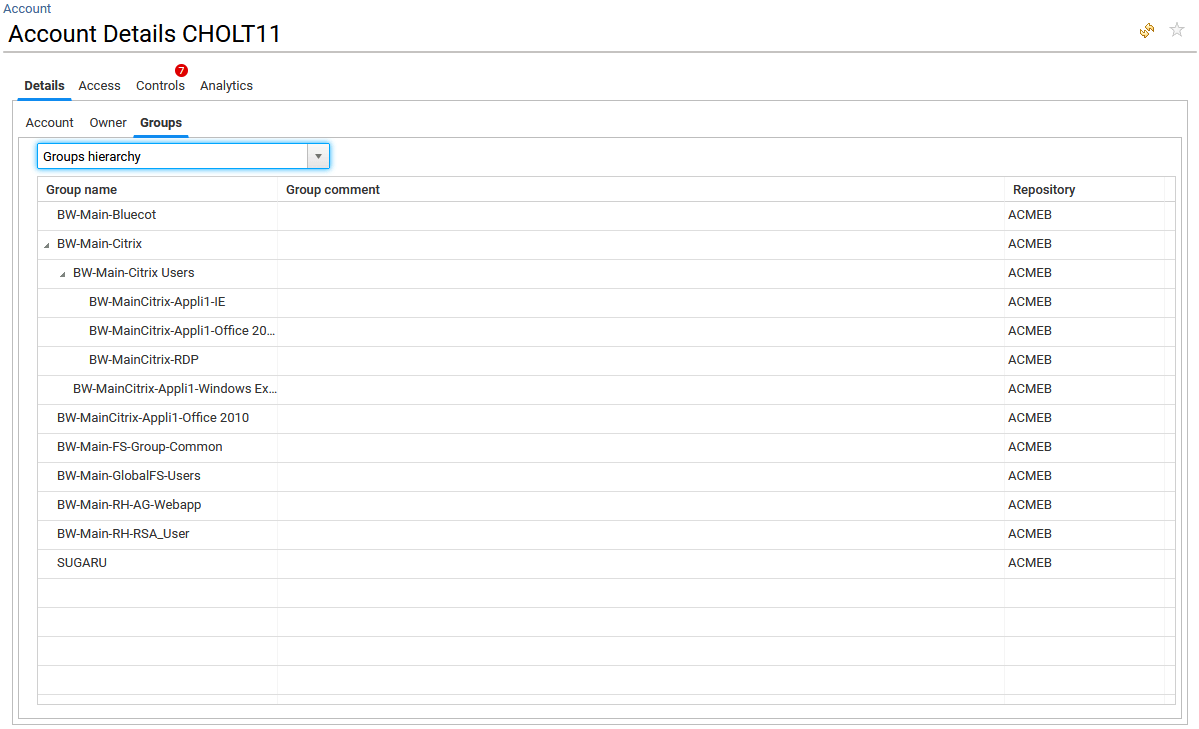 Account
Account Details CHOLT11
7
Details Access Controls Analytics
Account Owner Groups
Groups hierarchy
Group name Group comment Repository
BW-Main-Bluecot ACMEB
BW-Main-Citrix ACMEB
BW-Main-Citrix Users ACMEB
BW-MainCitrix-Appli1-IE ACMEB
BW-MainCitrix-Appli1-Office 20... ACMEB
BW-MainCitrix-RDP ACMEB
BW-MainCitrix-Appli1-Windows Ex... ACMEB
BW-MainCitrix-Appli1-Office 2010 ACMEB
BW-Main-FS-Group-Common ACMEB
BW-Main-GlobalFS-Users ACMEB
BW-Main-RH-AG-Webapp ACMEB
BW-Main-RH-RSA_User ACMEB
SUGARU ACMEB